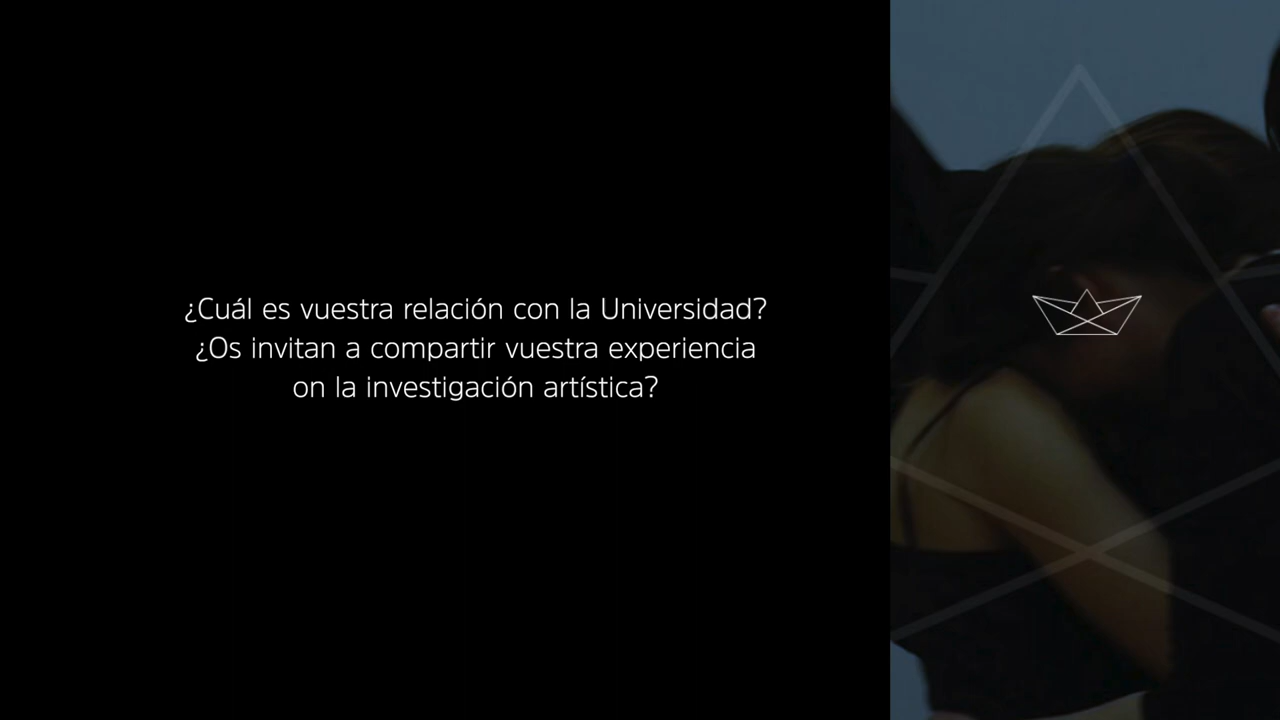 ¿Cuál es vuestra relación con la Universidad?
¿Os invitan a compartir vuestra experiencia
on la investigación artística?